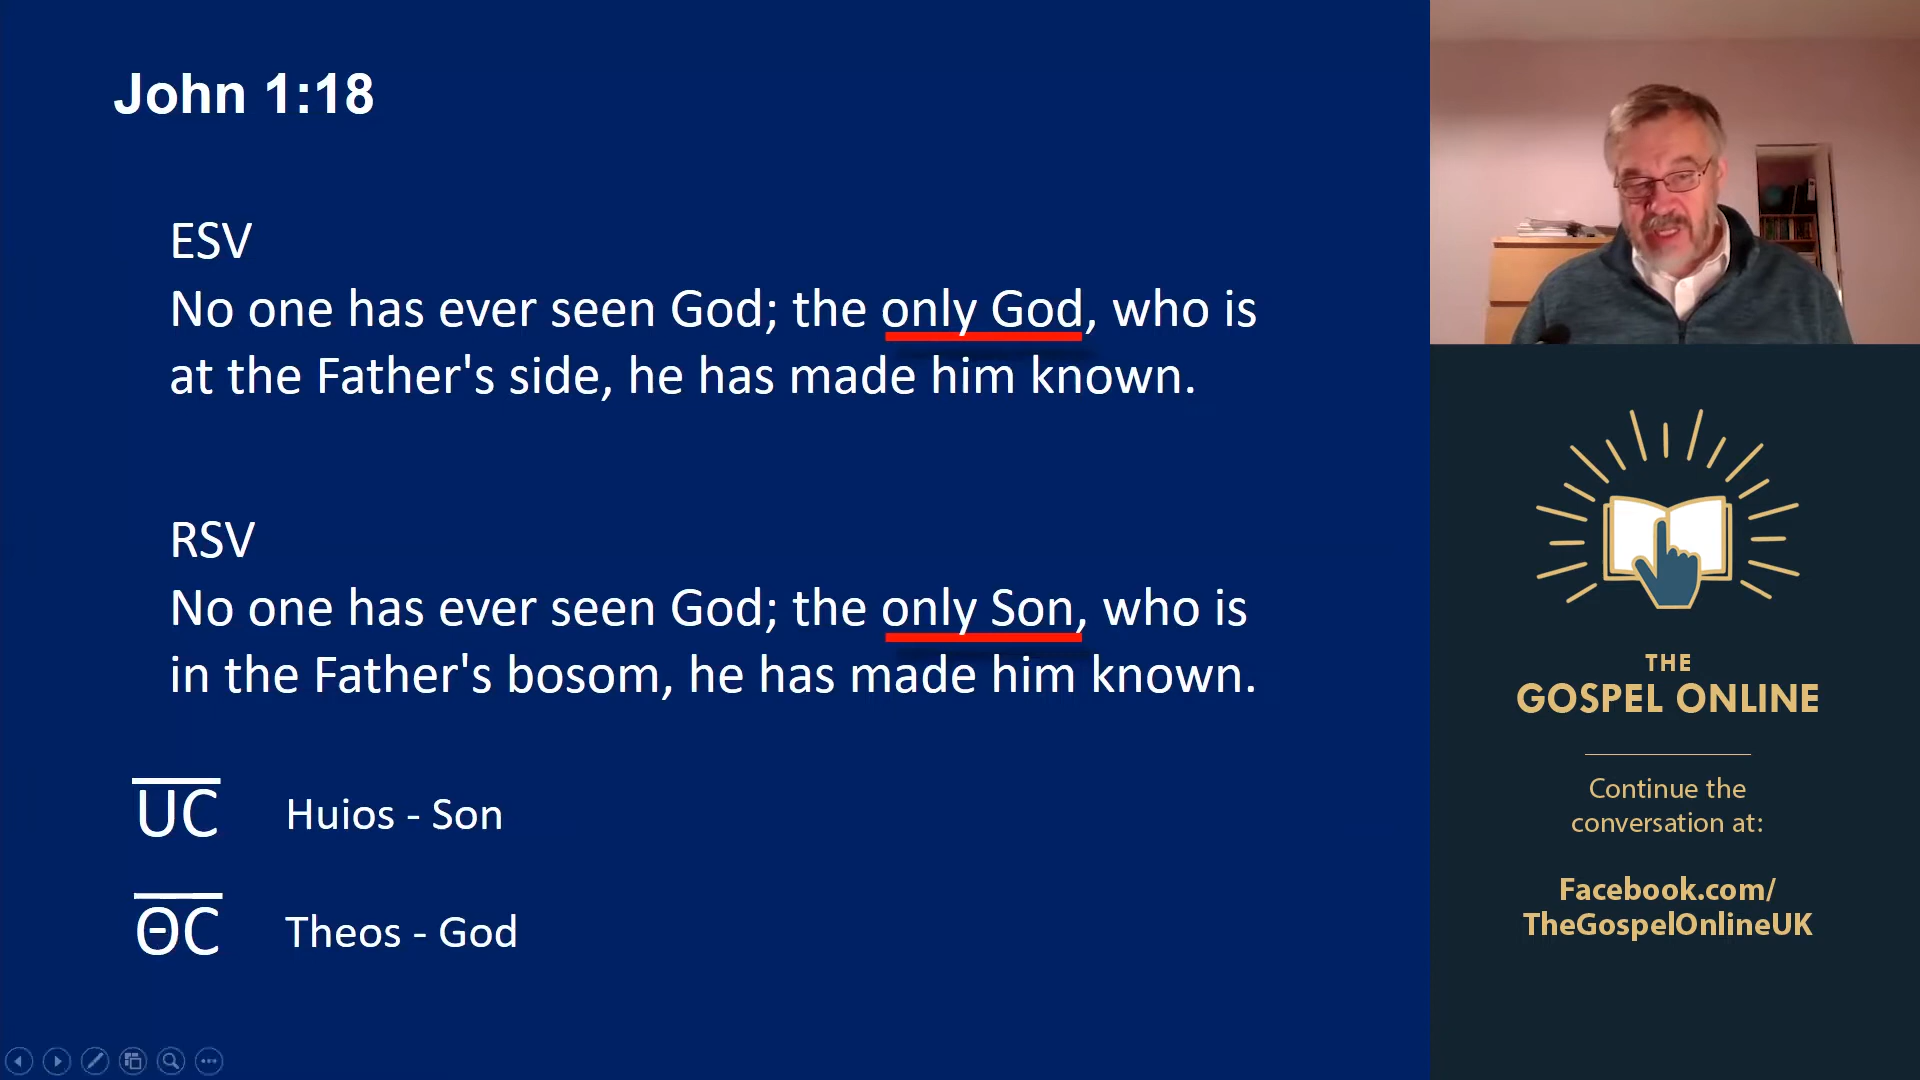 John 1:18
ESV
No one has ever seen God; the only God, who is
at the Father's side, he has made him known.
RSV
No one has ever seen God; the only Son, who is
in the Father's bosom, he has made him known.
U̅C̅ Huios - Son
Θ̅C̅ Theos - God
THE
GOSPEL ONLINE
Continue the
conversation at:
Facebook.com/
TheGospelOnlineUK